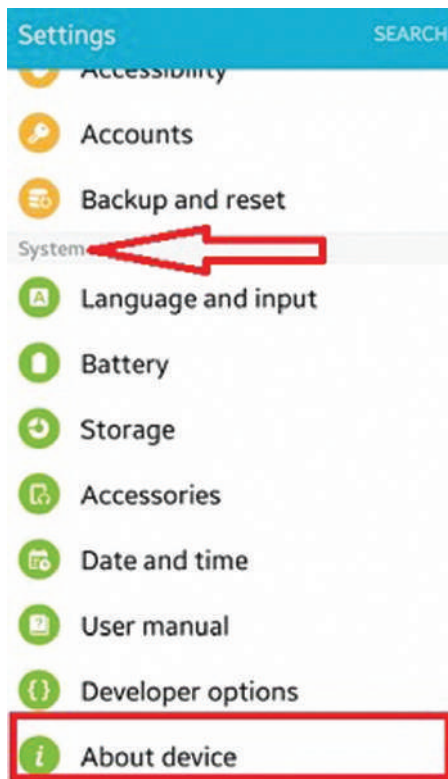 Settings
SEARCH
Accessibility
Accounts
Backup and reset
System
Language and input
Battery
Storage
Accessories
Date and time
User manual
Developer options
About device